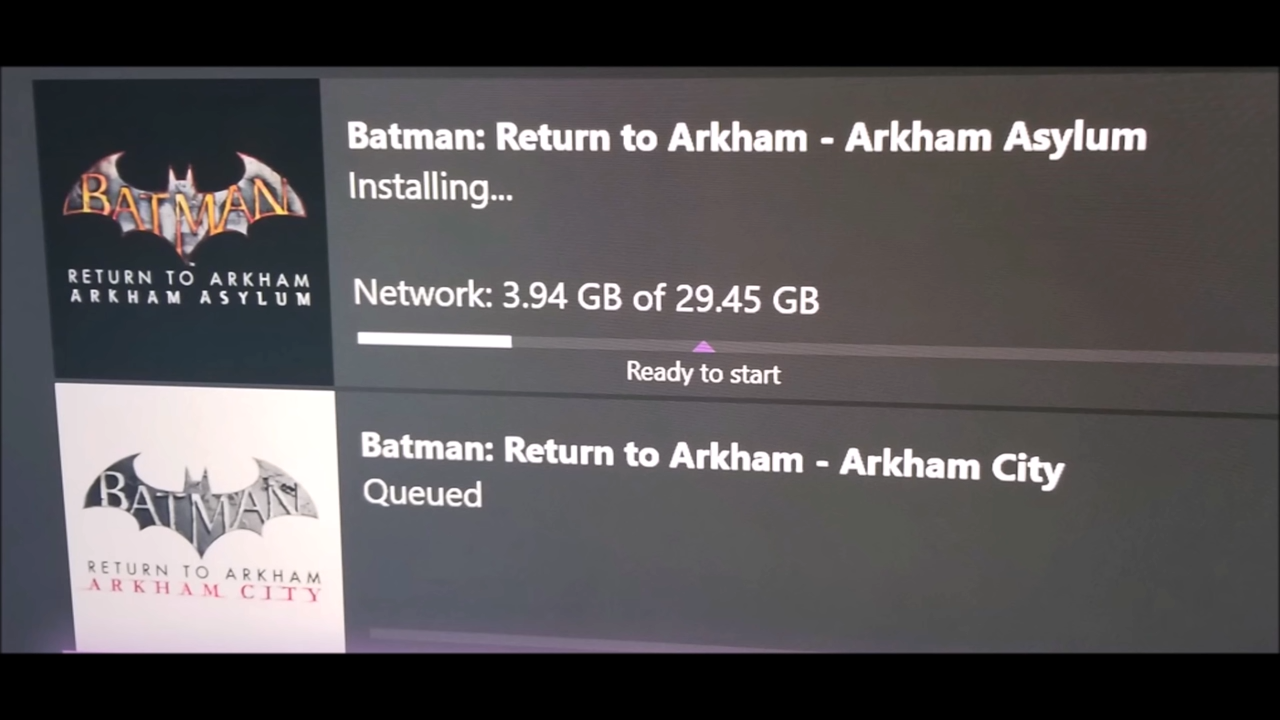 BATMAN
RETURN TO ARKHAM
ARKHAM ASYLUM
Batman: Return to Arkham - Arkham Asylum
Installing...
Network: 3.94 GB of 29.45 GB
Ready to start
BATMAN
RETURN TO ARKHAM
ARKHAM CITY
Batman: Return to Arkham - Arkham City
Queued